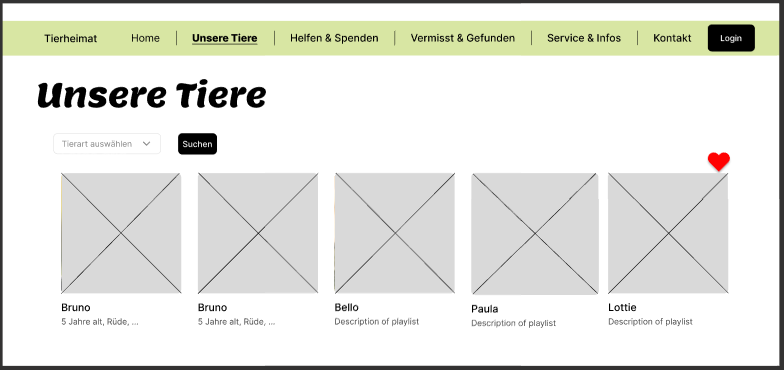 Tierheimat Home Unsere Tiere Helfen & Spenden Vermisst & Gefunden Service & Infos Kontakt Login
Unsere Tiere
Tierart auswählen Suchen
Bruno
5 Jahre alt, Rüde, ...
Bruno
5 Jahre alt, Rüde, ...
Bello
Description of playlist
Paula
Description of playlist
Lottie
Description of playlist